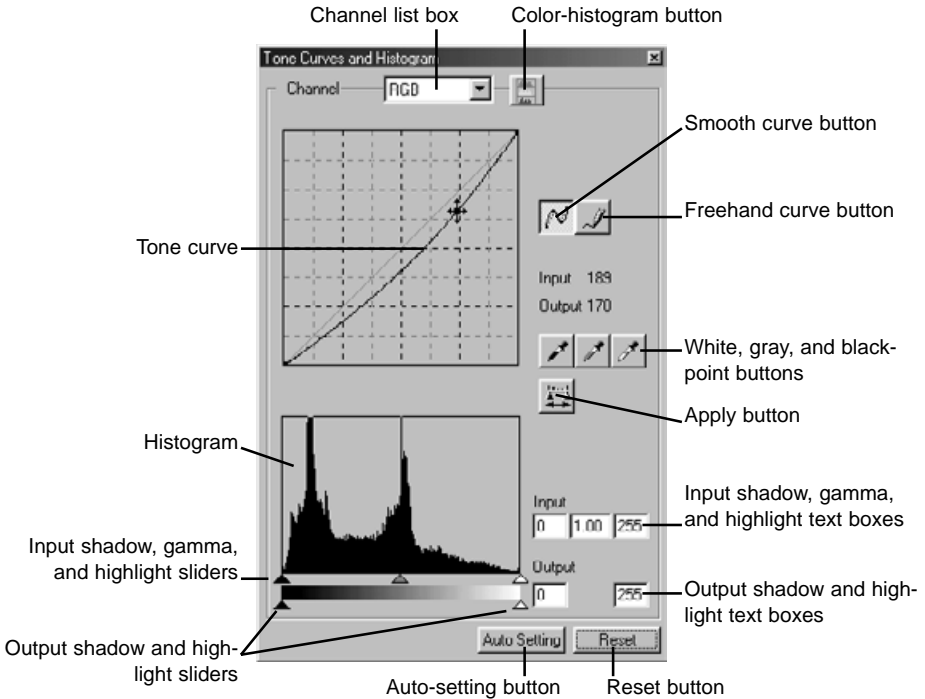 Channel list box
Color-histogram button
Tone Curves and Histogram
Channel
RGB
Smooth curve button
Freehand curve button
Tone curve
Input 189
Output 170
White, gray, and black-
point buttons
Apply button
Histogram
Input
0 1.00 255
Input shadow, gamma,
and highlight text boxes
Input shadow, gamma,
and highlight sliders
Output
0 255
Output shadow and high-
light text boxes
Output shadow and high-
light sliders
Auto Setting
Reset
Auto-setting button
Reset button